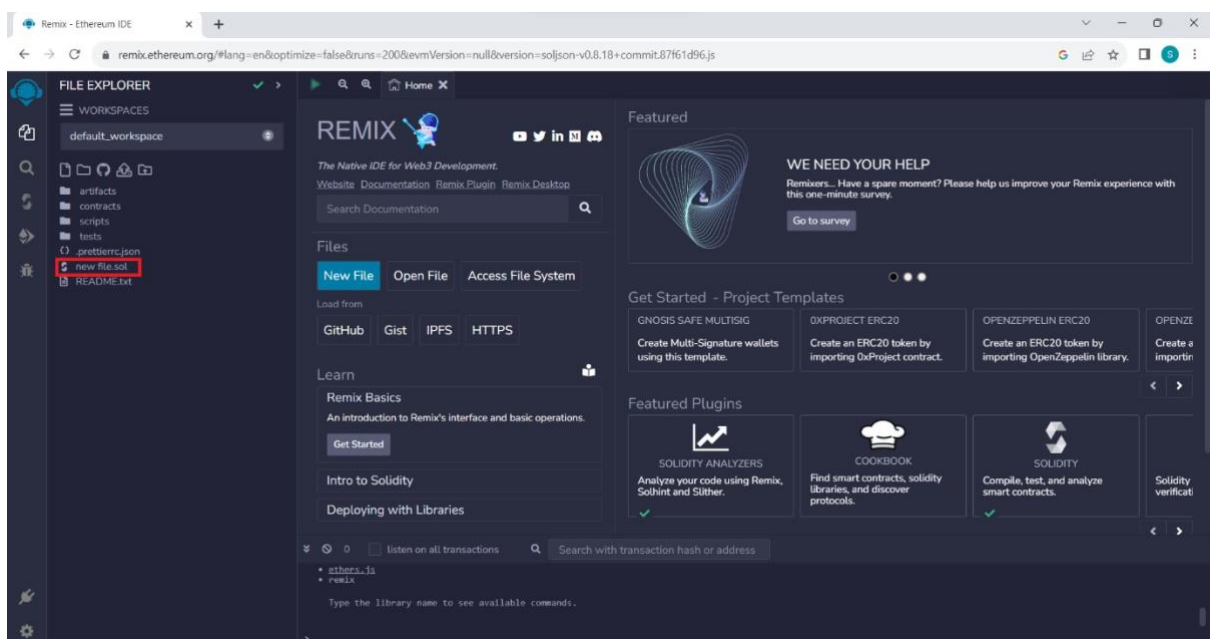 Remix - Ethereum IDE
remix.ethereum.org/#lang=en&optimize=false&runs=200&evmVersion=null&version=soljson-v0.8.18+commit.87f61d96.js
G
S
FILE EXPLORER
WORKSPACES
default_workspace
artifacts
contracts
scripts
tests
.prettierrc.json
new file.sol
README.txt
Home
REMIX
in
The Native IDE for Web3 Development.
Website Documentation Remix Plugin Remix Desktop
Search Documentation
Files
New File Open File Access File System
Load from
GitHub Gist IPFS HTTPS
Learn
Remix Basics
An introduction to Remix's interface and basic operations.
Get Started
Intro to Solidity
Deploying with Libraries
Featured
WE NEED YOUR HELP
Remixers... Have a spare moment? Please help us improve your Remix experience with
this one-minute survey.
Go to survey
Get Started - Project Templates
GNOSIS SAFE MULTISIG
Create Multi-Signature wallets
using this template.
0XPROJECT ERC20
Create an ERC20 token by
importing 0xProject contract.
OPENZEPPELIN ERC20
Create an ERC20 token by
importing OpenZeppelin library.
OPENZE
Create a
importin
Featured Plugins
SOLIDITY ANALYZERS
Analyze your code using Remix,
Solhint and Slither.
COOKBOOK
Find smart contracts, solidity
libraries, and discover
protocols.
SOLIDITY
Compile, test, and analyze
smart contracts.
Solidity
verificati
0 listen on all transactions Search with transaction hash or address
• ethers.js
• remix
Type the library name to see available commands.
>